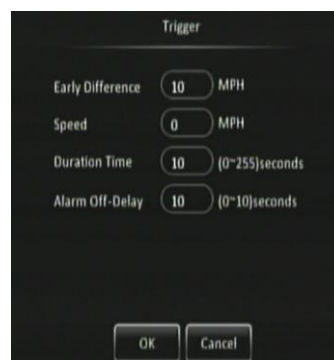 Trigger
Early Difference 10 MPH
Speed 0 MPH
Duration Time 10 (0~255)seconds
Alarm Off-Delay 10 (0~10)seconds
OK Cancel